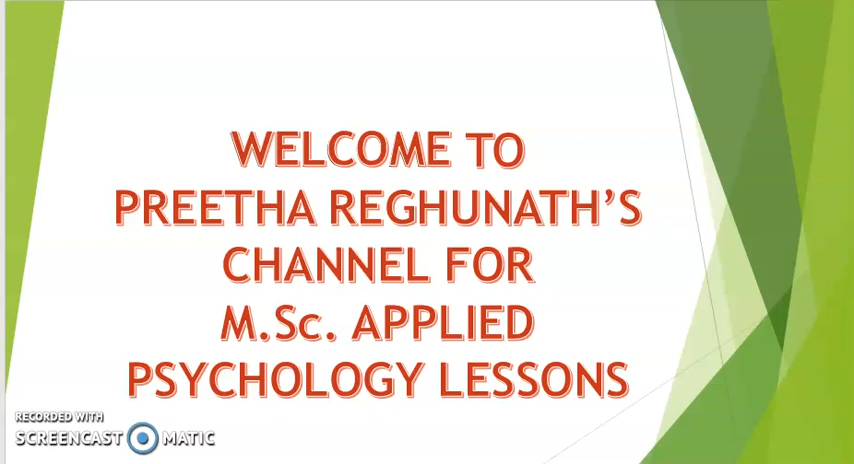 WELCOME TO
PREETHA REGHUNATH’S
CHANNEL FOR
M.Sc. APPLIED
PSYCHOLOGY LESSONS
RECORDED WITH
SCREENCAST MATIC